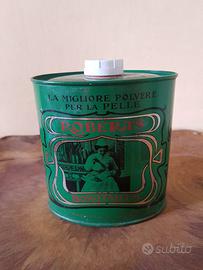 LA MIGLIORE POLVERE
PER LA PELLE
ROBERTS
subito